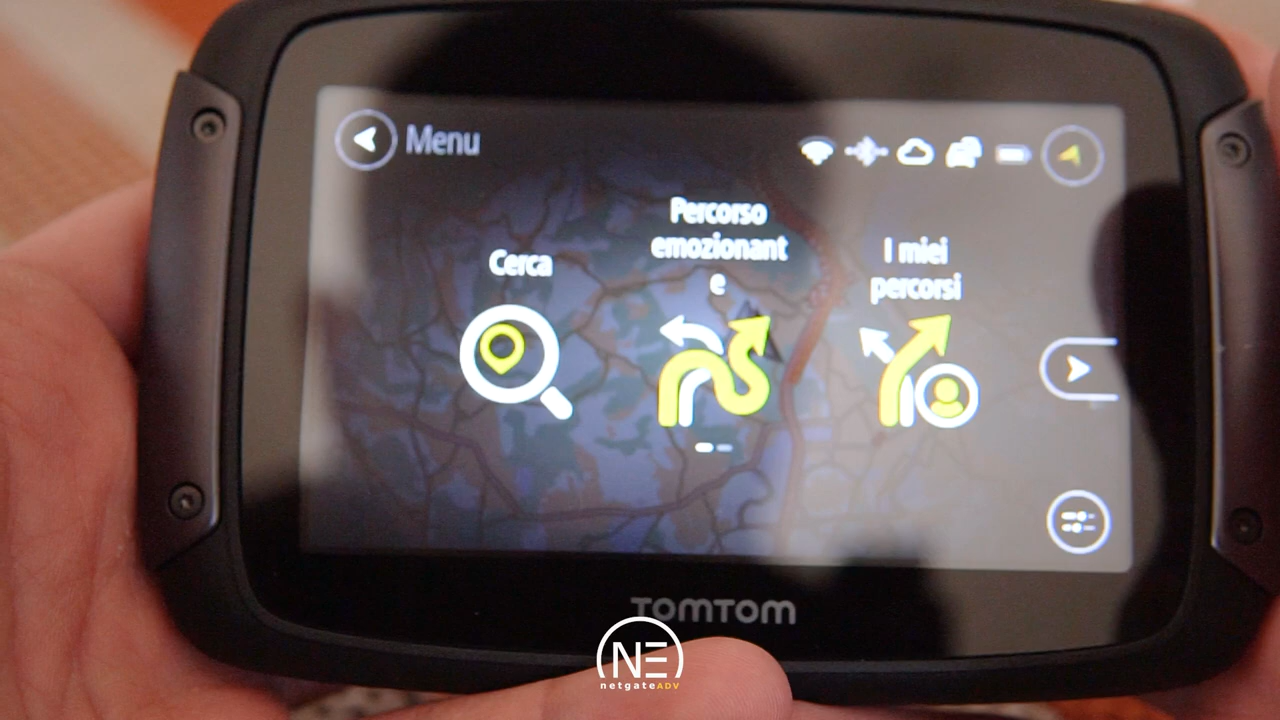 Menu
Cerca
Percorso
emozionant
e
I miei
percorsi
TOMTOM
NE
netgateADV